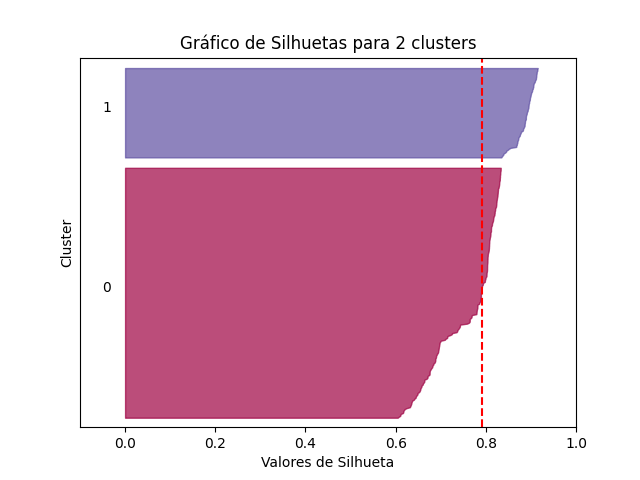 Gráfico de Silhuetas para 2 clusters
1
0
Cluster
0.0 0.2 0.4 0.6 0.8 1.0
Valores de Silhueta